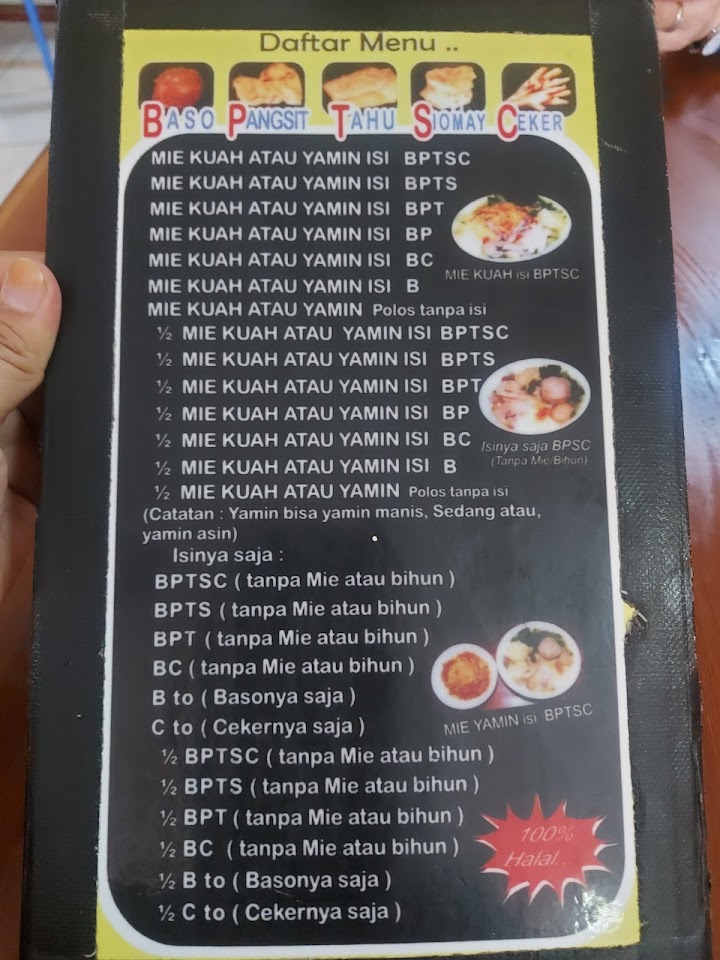 Daftar Menu ..
BASO PANGSIT TAHU SIOMAY CEKER
MIE KUAH ATAU YAMIN ISI BPTSC
MIE KUAH ATAU YAMIN ISI BPTS
MIE KUAH ATAU YAMIN ISI BPT
MIE KUAH ATAU YAMIN ISI BP
MIE KUAH ATAU YAMIN ISI BC
MIE KUAH isi BPTSC
MIE KUAH ATAU YAMIN ISI B
MIE KUAH ATAU YAMIN Polos tanpa isi
½ MIE KUAH ATAU YAMIN ISI BPTSC
½ MIE KUAH ATAU YAMIN ISI BPTS
½ MIE KUAH ATAU YAMIN ISI BPT
½ MIE KUAH ATAU YAMIN ISI BP
½ MIE KUAH ATAU YAMIN ISI BC
Isinya saja BPSC
(Tanpa Mie/Bihun)
½ MIE KUAH ATAU YAMIN ISI B
½ MIE KUAH ATAU YAMIN Polos tanpa isi
(Catatan : Yamin bisa yamin manis, Sedang atau,
yamin asin)
Isinya saja :
BPTSC ( tanpa Mie atau bihun )
BPTS ( tanpa Mie atau bihun )
BPT ( tanpa Mie atau bihun )
BC ( tanpa Mie atau bihun )
B to ( Basonya saja )
C to ( Cekernya saja )
MIE YAMIN isi BPTSC
½ BPTSC ( tanpa Mie atau bihun )
½ BPTS ( tanpa Mie atau bihun )
½ BPT ( tanpa Mie atau bihun )
½ BC ( tanpa Mie atau bihun )
½ B to ( Basonya saja )
½ C to ( Cekernya saja )
100%
Halal..